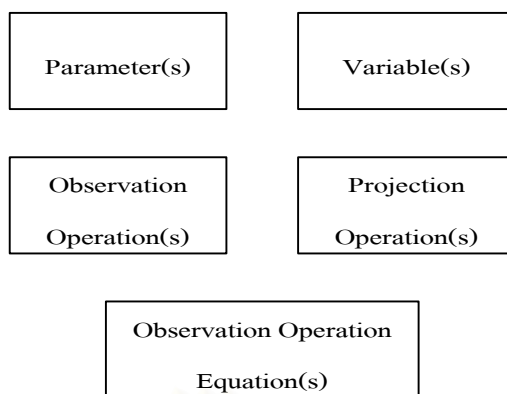 Parameter(s)
Variable(s)
Observation
Operation(s)
Projection
Operation(s)
Observation Operation
Equation(s)